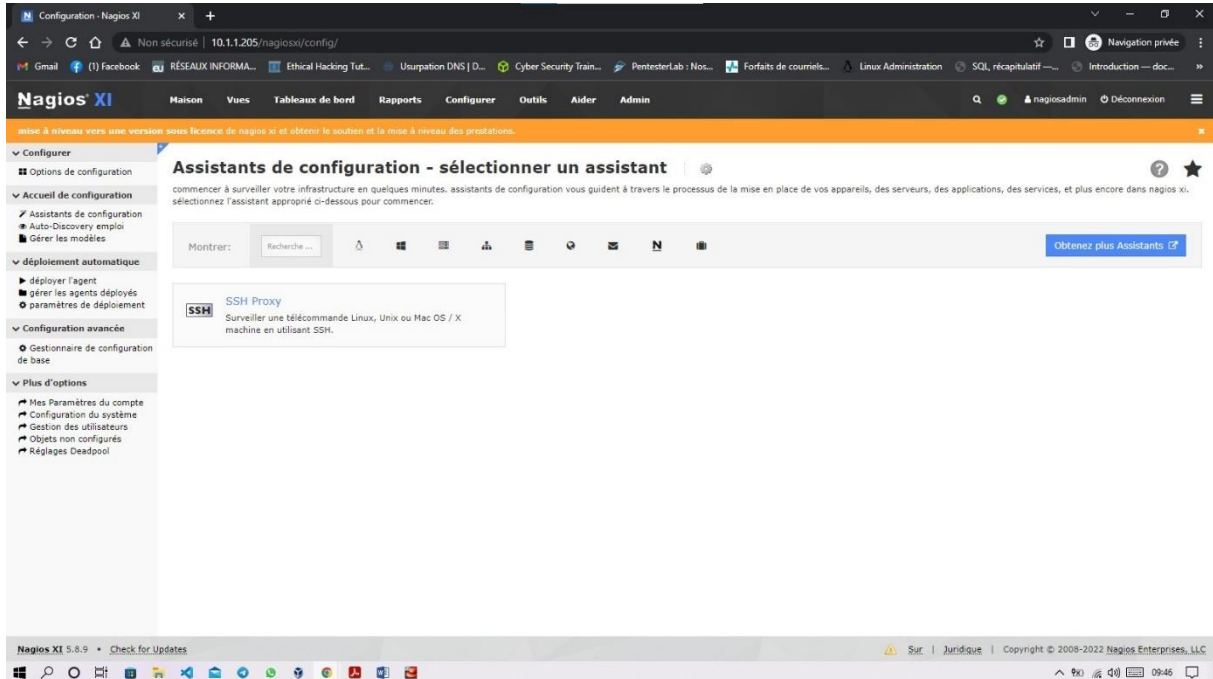 Configuration - Nagios XI
Non sécurisé | 10.1.1.205/nagiosxi/config/
Navigation privée
Gmail
(1) Facebook
RÉSEAUX INFORMA...
Ethical Hacking Tut...
Usurpation DNS | D...
Cyber Security Train...
PentesterLab : Nos...
Forfaits de courriels...
Linux Administration
SQL, récapitulatif —...
Introduction — doc...
Nagios XI
Maison
Vues
Tableaux de bord
Rapports
Configurer
Outils
Aider
Admin
nagiosadmin
Déconnexion
mise à niveau vers une version sous licence de nagios xi et obtenir le soutien et la mise à niveau des prestations.
Configurer
Options de configuration
Accueil de configuration
Assistants de configuration
Auto-Discovery emploi
Gérer les modèles
déploiement automatique
déployer l'agent
gérer les agents déployés
paramètres de déploiement
Configuration avancée
Gestionnaire de configuration
de base
Plus d'options
Mes Paramètres du compte
Configuration du système
Gestion des utilisateurs
Objets non configurés
Réglages Deadpool
Assistants de configuration - sélectionner un assistant
commencer à surveiller votre infrastructure en quelques minutes. assistants de configuration vous guident à travers le processus de la mise en place de vos appareils, des serveurs, des applications, des services, et plus encore dans nagios xi.
sélectionnez l'assistant approprié ci-dessous pour commencer.
Montrer:
Recherche ...
N
Obtenez plus Assistants
SSH
SSH Proxy
Surveiller une télécommande Linux, Unix ou Mac OS / X
machine en utilisant SSH.
Nagios XI 5.8.9 • Check for Updates
Sur | Juridique | Copyright © 2008-2022 Nagios Enterprises, LLC
09:46